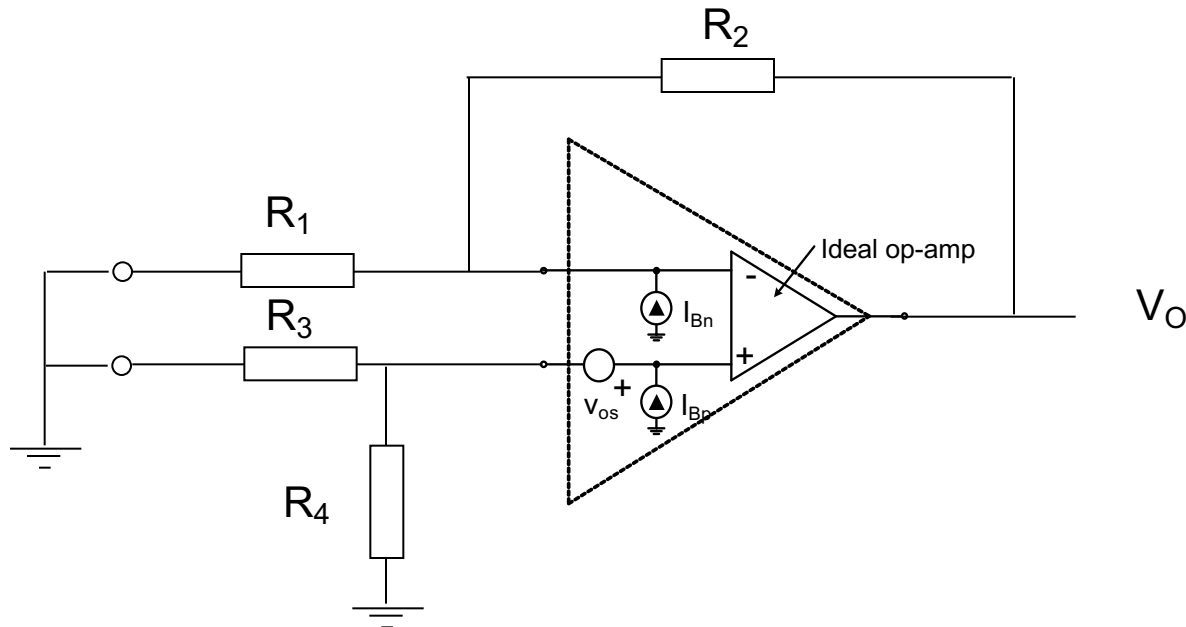 R2
R1
Ideal op-amp
-
IBn
VO
R3
+
+
vos
IBp
R4